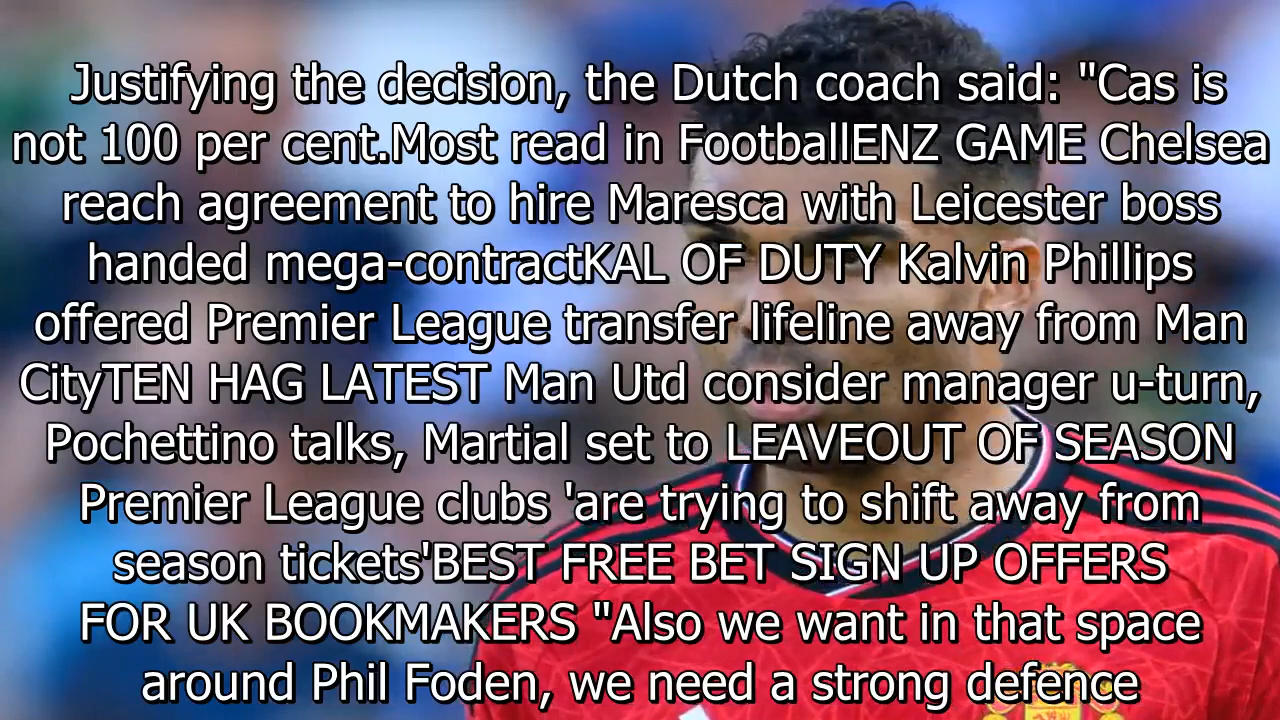 Justifying the decision, the Dutch coach said: "Cas is
not 100 per cent.Most read in FootballENZ GAME Chelsea
reach agreement to hire Maresca with Leicester boss
handed mega-contractKAL OF DUTY Kalvin Phillips
offered Premier League transfer lifeline away from Man
CityTEN HAG LATEST Man Utd consider manager u-turn,
Pochettino talks, Martial set to LEAVEOUT OF SEASON
Premier League clubs 'are trying to shift away from
season tickets'BEST FREE BET SIGN UP OFFERS
FOR UK BOOKMAKERS "Also we want in that space
around Phil Foden, we need a strong defence